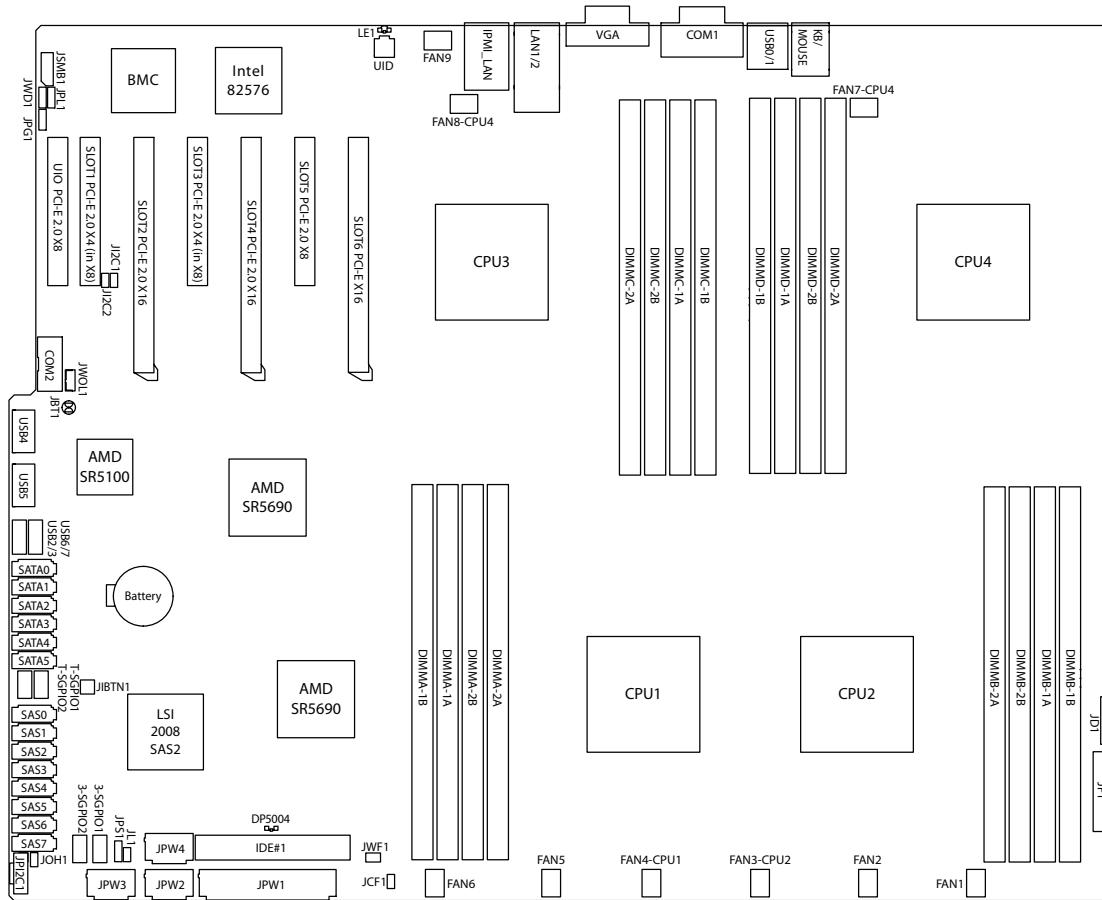 LE1
UID
FAN9
IPMI_LAN
LAN1/2
VGA
COM1
USB0/1
KB/
MOUSE
FAN8-CPU4
FAN7-CPU4
JSMB1
JWD1
JPL1
JPG1
BMC
Intel
82576
UIO PCI-E 2.0 X8
SLOT1 PCI-E 2.0 X4 (in X8)
SLOT2 PCI-E 2.0 X16
SLOT3 PCI-E 2.0 X4 (in X8)
SLOT4 PCI-E 2.0 X16
SLOT5 PCI-E 2.0 X8
SLOT6 PCI-E X16
JI2C1
JI2C2
CPU3
DIMMC-2A
DIMMC-2B
DIMMC-1A
DIMMC-1B
DIMMD-1B
DIMMD-1A
DIMMD-2B
DIMMD-2A
CPU4
COM2
JWOL1
JBT1
USB4
USB5
AMD
SR5100
AMD
SR5690
USB6/7
USB2/3
SATA0
SATA1
SATA2
SATA3
SATA4
SATA5
Battery
T-SGPIO1
T-SGPIO2
JIBTN1
AMD
SR5690
LSI
2008
SAS2
SAS0
SAS1
SAS2
SAS3
SAS4
SAS5
SAS6
SAS7
DIMMA-1B
DIMMA-1A
DIMMA-2B
DIMMA-2A
CPU1
CPU2
DIMMB-2A
DIMMB-2B
DIMMB-1A
DIMMB-1B
JD1
3-SGPIO2
3-SGPIO1
JPS1
JL1
DP5004
JPW4
IDE#1
JWF1
JOH1
JPI2C1
JPW3
JPW2
JPW1
JCF1
FAN6
FAN5
FAN4-CPU1
FAN3-CPU2
FAN2
FAN1